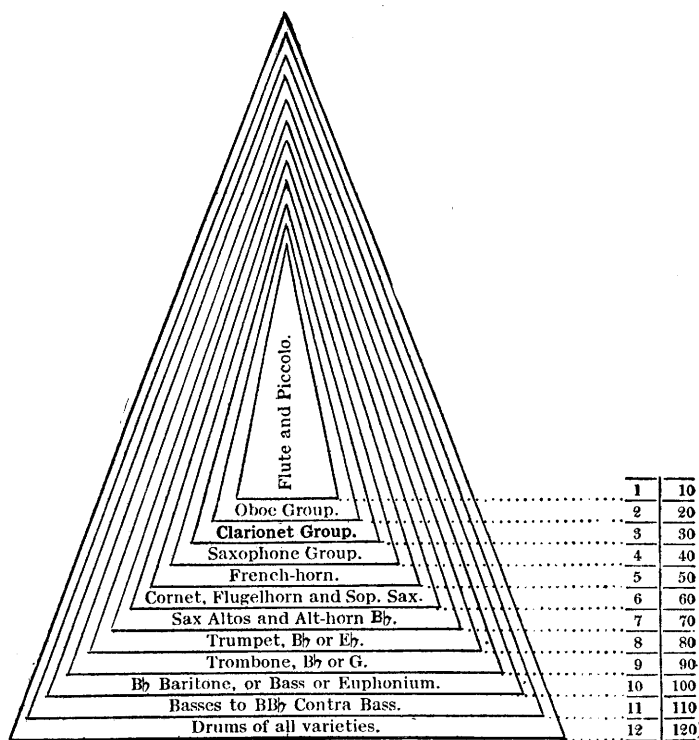 Flute and Piccolo.
1 10
Oboe Group.
2 20
Clarionet Group.
3 30
Saxophone Group.
4 40
French-horn.
5 50
Cornet, Flugelhorn and Sop. Sax.
6 60
Sax Altos and Alt-horn B♭.
7 70
Trumpet, B♭ or E♭.
8 80
Trombone, B♭ or G.
9 90
B♭ Baritone, or Bass or Euphonium.
10 100
Basses to BB♭ Contra Bass.
11 110
Drums of all varieties.
12 120